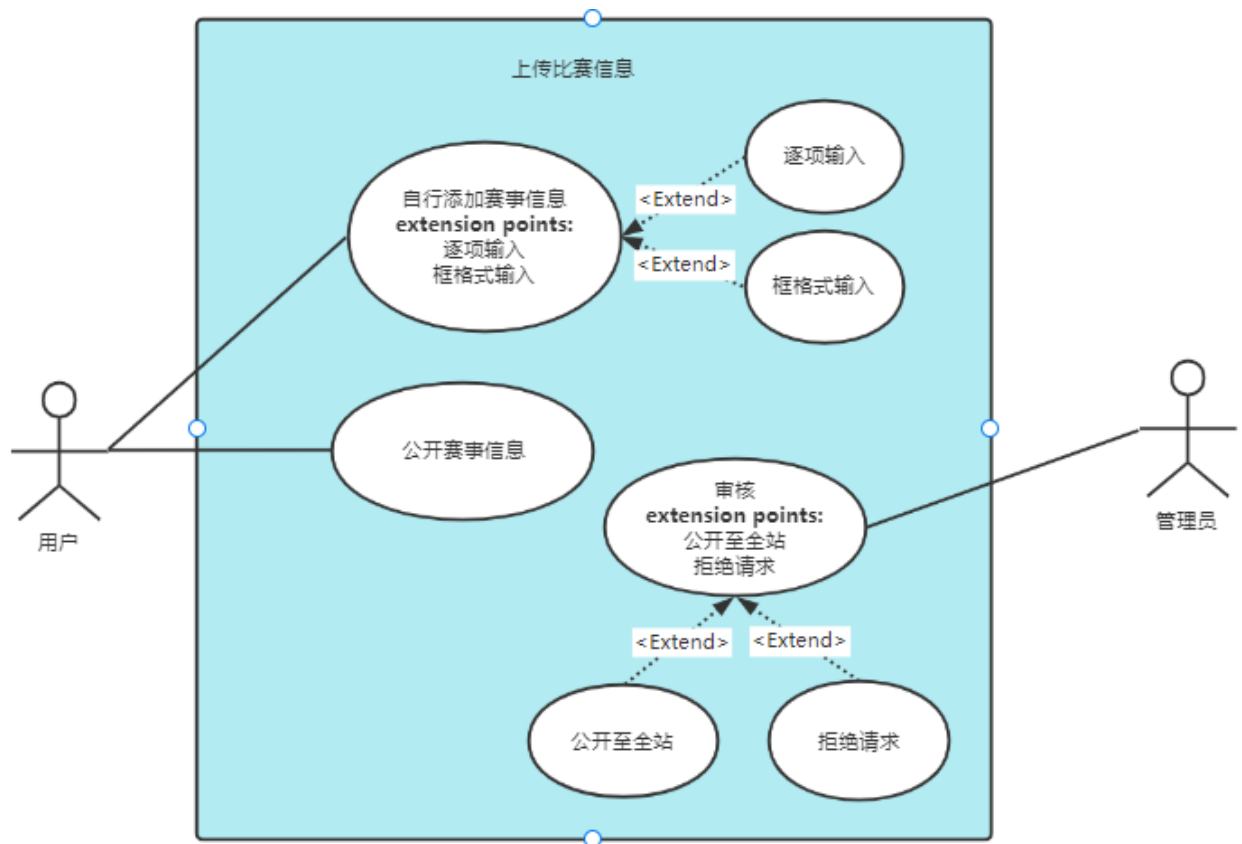 上传比赛信息
自行添加赛事信息
extension points:
逐项输入
框格式输入
<Extend>
逐项输入
<Extend>
框格式输入
公开赛事信息
用户
审核
extension points:
公开至全站
拒绝请求
管理员
<Extend>
<Extend>
公开至全站
拒绝请求